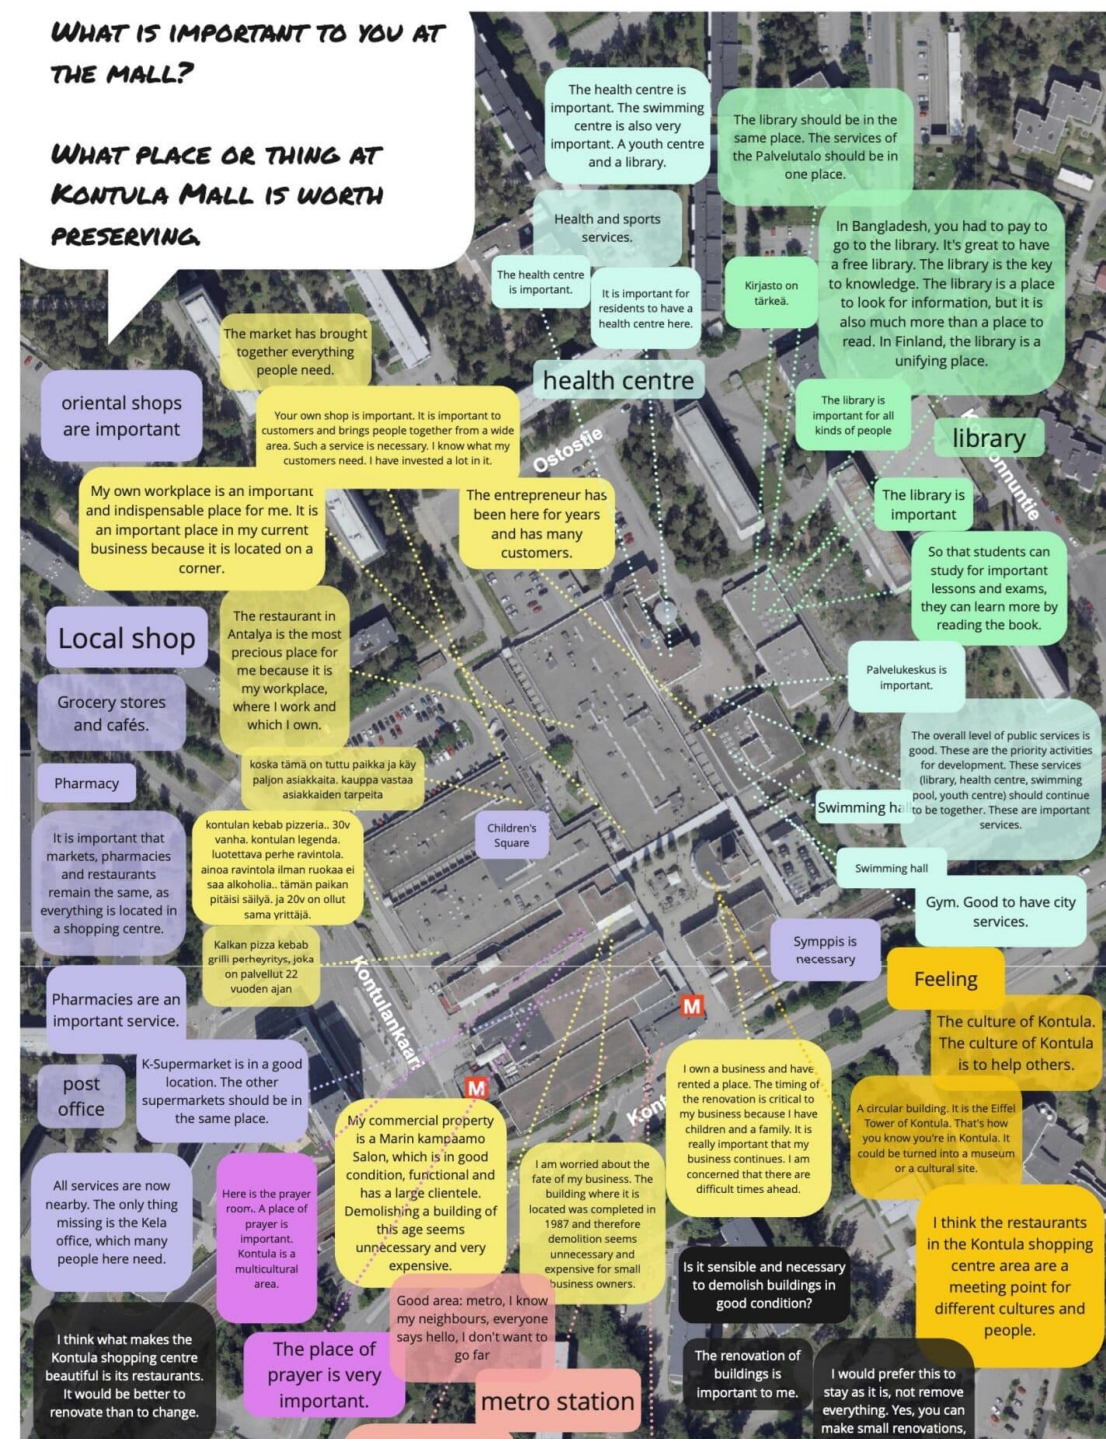 WHAT IS IMPORTANT TO YOU AT
THE MALL?
WHAT PLACE OR THING AT
KONTULA MALL IS WORTH
PRESERVING.
The health centre is
important. The swimming
centre is also very
important. A youth centre
and a library.
The library should be in the
same place. The services of
the Palvelutalo should be in
one place.
Health and sports
services.
In Bangladesh, you had to pay to
go to the library. It's great to have
a free library. The library is the key
to knowledge. The library is a place
to look for information, but it is
also much more than a place to
read. In Finland, the library is a
unifying place.
The health centre
is important.
It is important for
residents to have a
health centre here.
Kirjasto on
tärkeä.
The market has brought
together everything
people need.
health centre
oriental shops
are important
Your own shop is important. It is important to
customers and brings people together from a wide
area. Such a service is necessary. I know what my
customers need. I have invested a lot in it.
The library is
important for all
kinds of people
library
Ostostie
My own workplace is an important
and indispensable place for me. It is
an important place in my current
business because it is located on a
corner.
The entrepreneur has
been here for years
and has many
customers.
The library is
important
So that students can
study for important
lessons and exams,
they can learn more by
reading the book.
Local shop
The restaurant in
Antalya is the most
precious place for
me because it is
my workplace,
where I work and
which I own.
Palvelukeskus is
important.
Grocery stores
and cafés.
The overall level of public services is
good. These are the priority activities
for development. These services
(library, health centre, swimming
pool, youth centre) should continue
to be together. These are important
services.
Pharmacy
koska tämä on tuttu paikka ja käy
paljon asiakkaita. kauppa vastaa
asiakkaiden tarpeita
Swimming hall
Children's
Square
It is important that
markets, pharmacies
and restaurants
remain the same, as
everything is located in
a shopping centre.
kontulan kebab pizzeria.. 30v
vanha. kontulan legenda.
luotettava perhe ravintola.
ainoa ravintola ilman ruokaa ei
saa alkoholia.. tämän paikan
pitäisi säilyä. ja 20v on ollut
sama yrittäjä.
Swimming hall
Gym. Good to have city
services.
Kalkan pizza kebab
grilli perheyritys, joka
on palvellut 22
vuoden ajan
Symppis is
necessary
Feeling
Pharmacies are an
important service.
M
The culture of Kontula.
The culture of Kontula
is to help others.
K-Supermarket is in a good
location. The other
supermarkets should be in
the same place.
post
office
M
I own a business and have
rented a place. The timing of
the renovation is critical to
my business because I have
children and a family. It is
really important that my
business continues. I am
concerned that there are
difficult times ahead.
A circular building. It is the Eiffel
Tower of Kontula. That's how
you know you're in Kontula. It
could be turned into a museum
or a cultural site.
My commercial property
is a Marin kampaamo
Salon, which is in good
condition, functional and
has a large clientele.
Demolishing a building of
this age seems
unnecessary and very
expensive.
I am worried about the
fate of my business. The
building where it is
located was completed in
1987 and therefore
demolition seems
unnecessary and
expensive for small
business owners.
All services are now
nearby. The only thing
missing is the Kela
office, which many
people here need.
Here is the prayer
room. A place of
prayer is
important.
Kontula is a
multicultural
area.
I think the restaurants
in the Kontula shopping
centre area are a
meeting point for
different cultures and
people.
Is it sensible and necessary
to demolish buildings in
good condition?
Good area: metro, I know
my neighbours, everyone
says hello, I don't want to
go far
I think what makes the
Kontula shopping centre
beautiful is its restaurants.
It would be better to
renovate than to change.
The place of
prayer is very
important.
The renovation of
buildings is
important to me.
metro station
I would prefer this to
stay as it is, not remove
everything. Yes, you can
make small renovations,